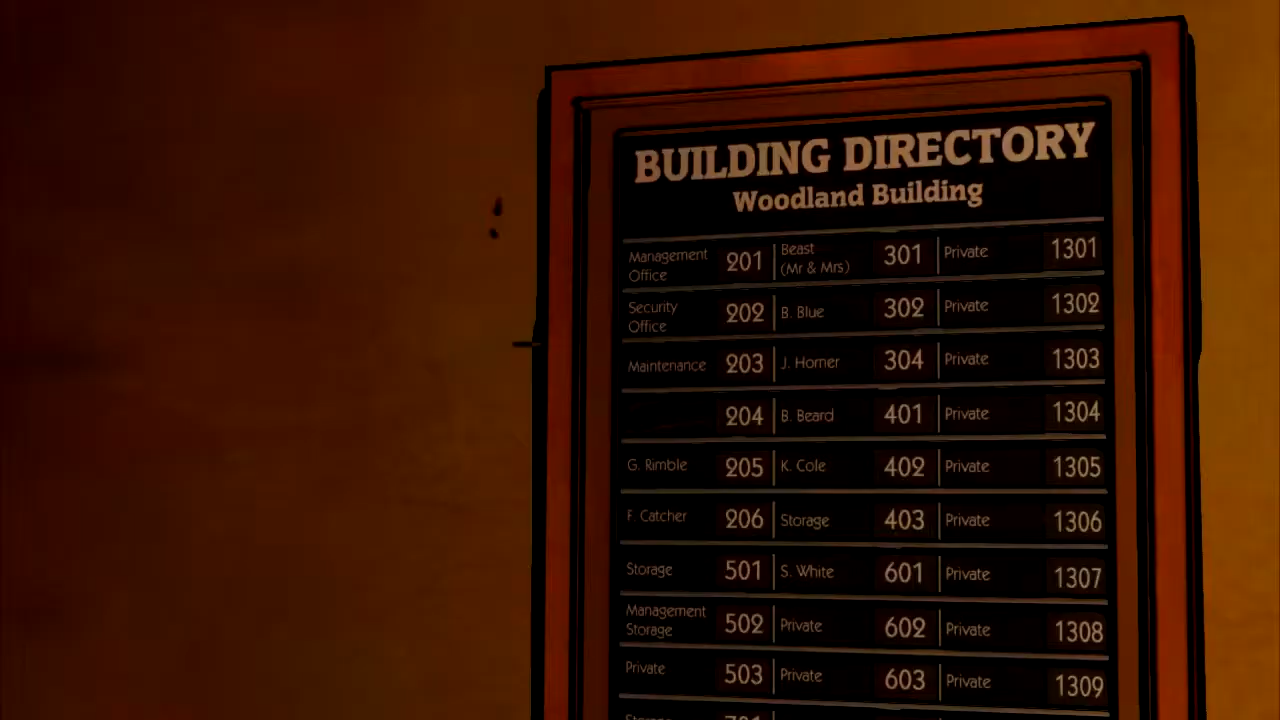 BUILDING DIRECTORY
Woodland Building
Management Office 201 Beast (Mr & Mrs) 301 Private 1301
Security Office 202 B. Blue 302 Private 1302
Maintenance 203 J. Horner 304 Private 1303
204 B. Beard 401 Private 1304
G. Rimble 205 K. Cole 402 Private 1305
F. Catcher 206 Storage 403 Private 1306
Storage 501 S. White 601 Private 1307
Management Storage 502 Private 602 Private 1308
Private 503 Private 603 Private 1309